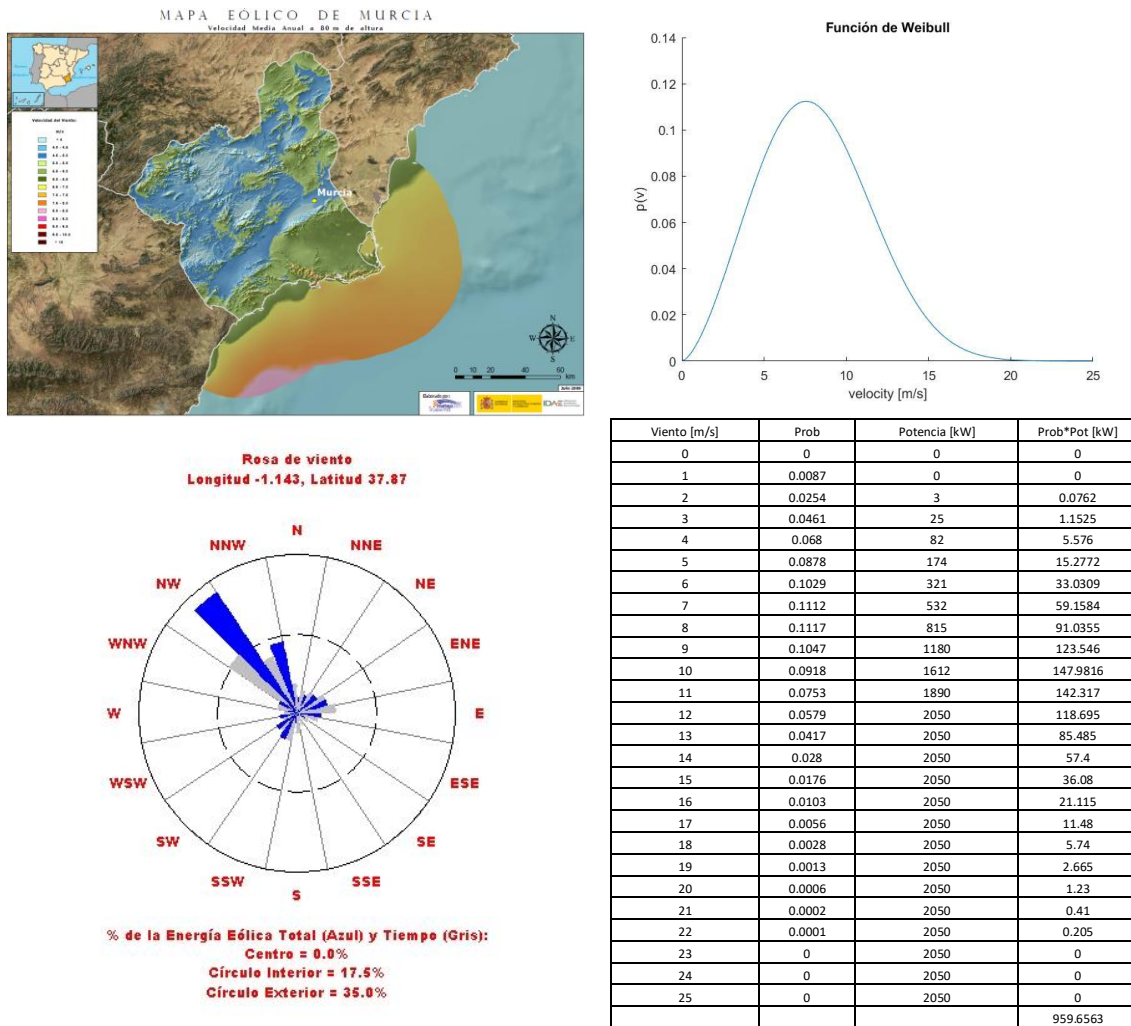 MAPA EÓLICO DE MURCIA
Velocidad Media Anual a 80 m de altura
Velocidad del Viento:
m/s
Murcia
N
W E
S
0 10 20 40 60
km
Julio 2009
IDAE
Función de Weibull
p(v)
0.14
0.12
0.1
0.08
0.06
0.04
0.02
0
0 5 10 15 20 25
velocity [m/s]
Rosa de viento
Longitud -1.143, Latitud 37.87
N
NNW NNE
NW NE
WNW ENE
W E
WSW ESE
SW SE
SSW SSE
S
% de la Energía Eólica Total (Azul) y Tiempo (Gris):
Centro = 0.0%
Círculo Interior = 17.5%
Círculo Exterior = 35.0%
Viento [m/s] Prob Potencia [kW] Prob*Pot [kW]
0 0 0 0
1 0.0087 0 0
2 0.0254 3 0.0762
3 0.0461 25 1.1525
4 0.068 82 5.576
5 0.0878 174 15.2772
6 0.1029 321 33.0309
7 0.1112 532 59.1584
8 0.1117 815 91.0355
9 0.1047 1180 123.546
10 0.0918 1612 147.9816
11 0.0753 1890 142.317
12 0.0579 2050 118.695
13 0.0417 2050 85.485
14 0.028 2050 57.4
15 0.0176 2050 36.08
16 0.0103 2050 21.115
17 0.0056 2050 11.48
18 0.0028 2050 5.74
19 0.0013 2050 2.665
20 0.0006 2050 1.23
21 0.0002 2050 0.41
22 0.0001 2050 0.205
23 0 2050 0
24 0 2050 0
25 0 2050 0
959.6563